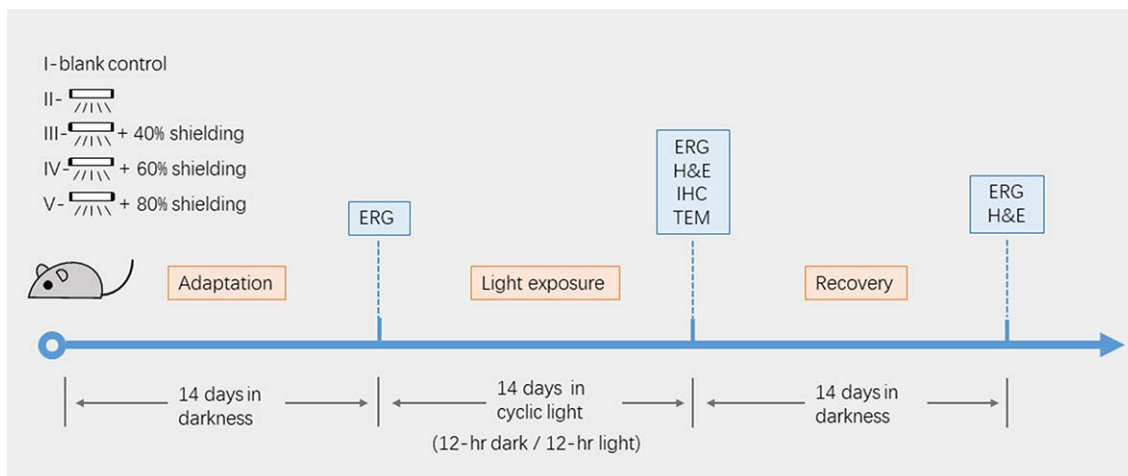 I-blank control
II-
III- + 40% shielding
IV- + 60% shielding
V- + 80% shielding
ERG
ERG
H&E
IHC
TEM
ERG
H&E
Adaptation
Light exposure
Recovery
14 days in
darkness
14 days in
cyclic light
(12-hr dark / 12-hr light)
14 days in
darkness